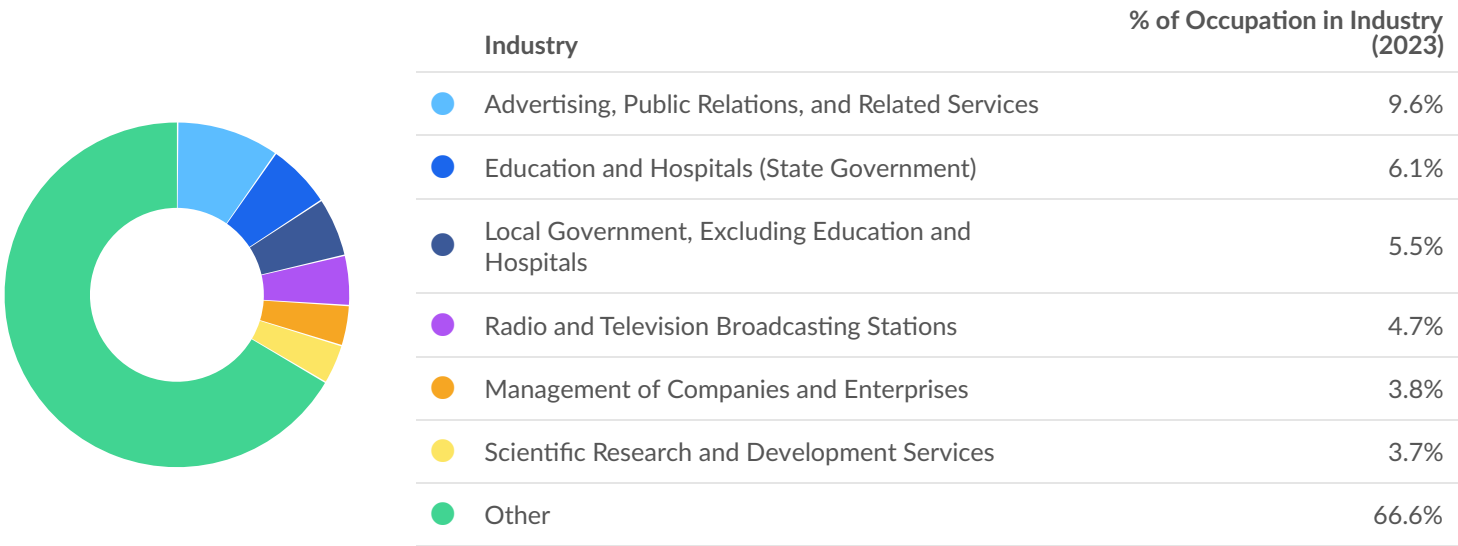 Industry
% of Occupation in Industry
(2023)
Advertising, Public Relations, and Related Services 9.6%
Education and Hospitals (State Government) 6.1%
Local Government, Excluding Education and
Hospitals
5.5%
Radio and Television Broadcasting Stations 4.7%
Management of Companies and Enterprises 3.8%
Scientific Research and Development Services 3.7%
Other 66.6%